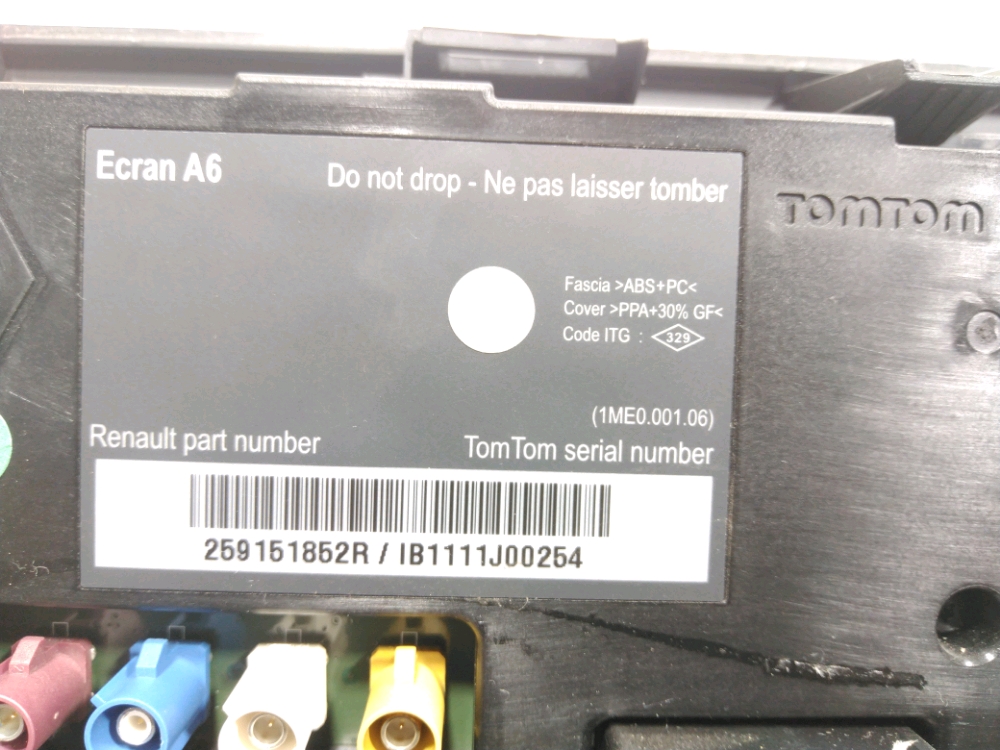 Ecran A6
Do not drop - Ne pas laisser tomber
TOMTOM
Fascia >ABS+PC<
Cover >PPA+30% GF<
Code ITG : 329
(1ME0.001.06)
Renault part number
TomTom serial number
259151852R / IB1111J00254